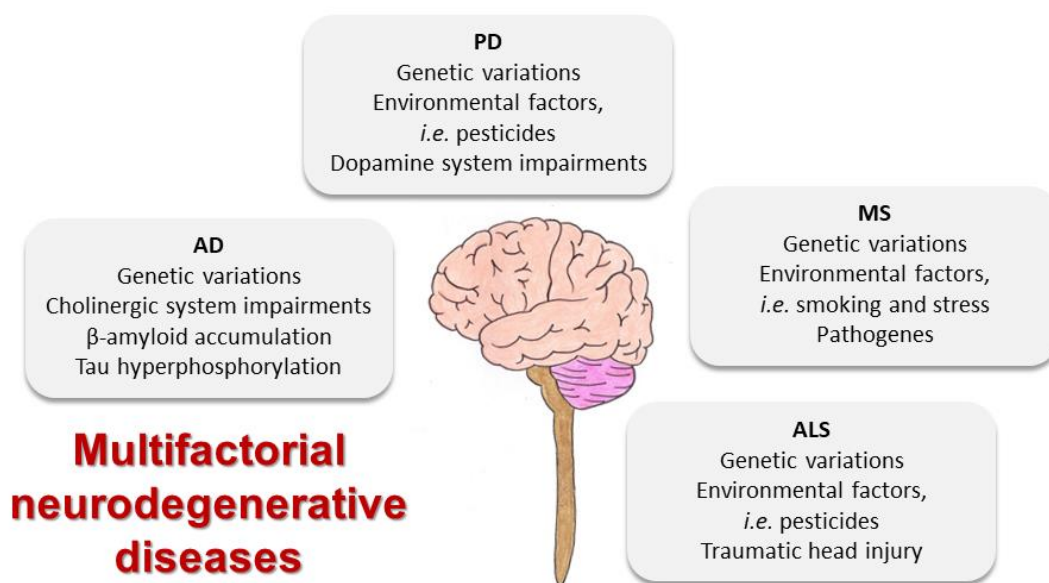 PD
Genetic variations
Environmental factors,
i.e. pesticides
Dopamine system impairments
AD
Genetic variations
Cholinergic system impairments
β-amyloid accumulation
Tau hyperphosphorylation
MS
Genetic variations
Environmental factors,
i.e. smoking and stress
Pathogenes
ALS
Genetic variations
Environmental factors,
i.e. pesticides
Traumatic head injury
Multifactorial
neurodegenerative
diseases